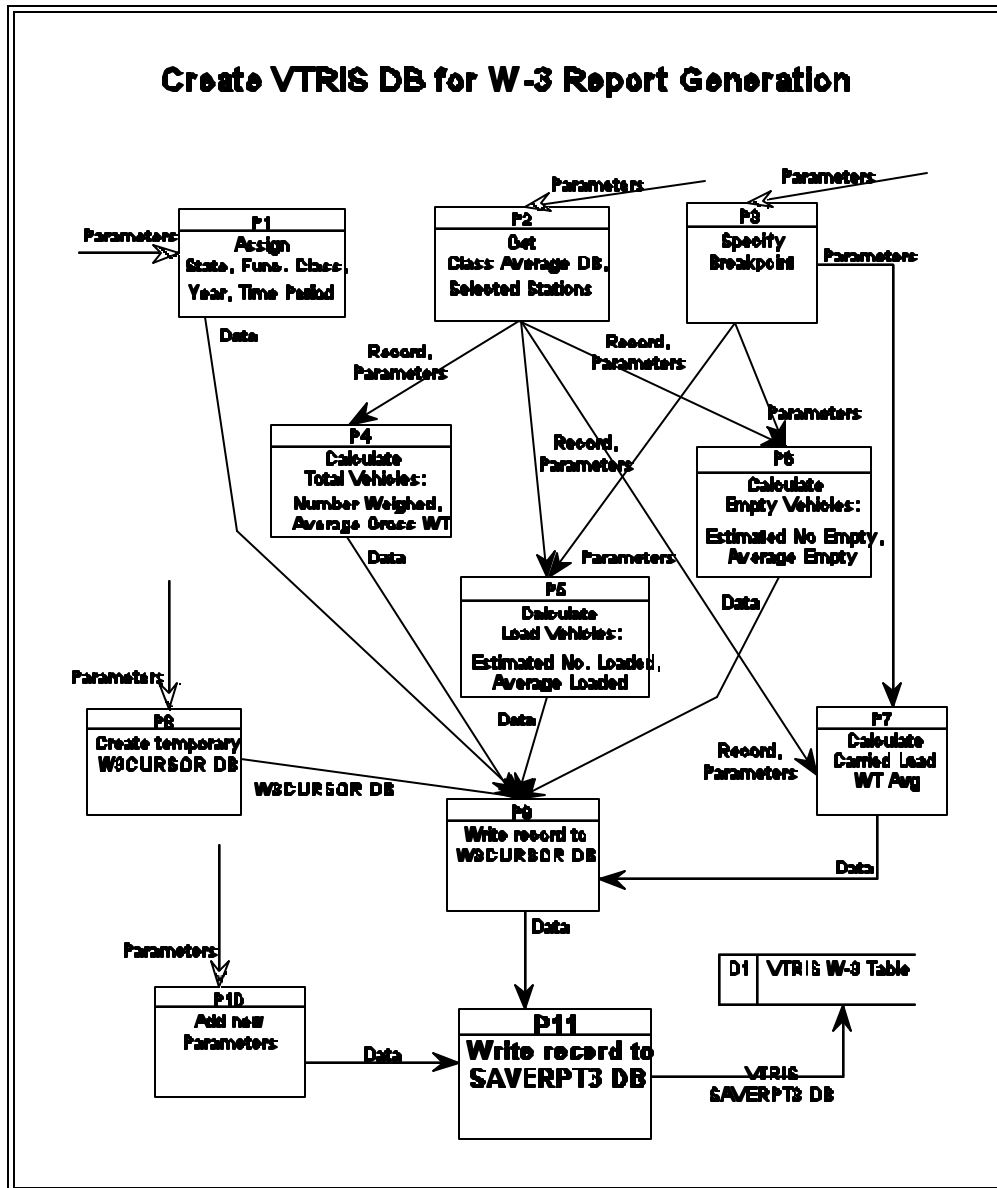 Create VTRIS DB for W-3 Report Generation
Parameters
Parameters
Parameters
P1
Assign
State, Func. Class,
Year, Time Period
P2
Get
Class Average DB,
Selected Stations
P3
Specify
Breakpoint
Parameters
Data
Record,
Parameters
Record,
Parameters
Parameters
P4
Calculate
Total Vehicles:
Number Weighed,
Average Gross WT
Record,
Parameters
P6
Calculate
Empty Vehicles:
Estimated No Empty,
Average Empty
Data
Parameters
P5
Calculate
Load Vehicles:
Estimated No. Loaded,
Average Loaded
Data
Parameters
P8
Create temporary
W3CURSOR DB
W3CURSOR DB
Data
Record,
Parameters
P7
Calculate
Carried Load
WT Avg
P9
Write record to
W3CURSOR DB
Data
Data
Parameters
P10
Add new
Parameters
Data
P11
Write record to
SAVERPT3 DB
D1 VTRIS W-3 Table
VTRIS
SAVERPT3 DB